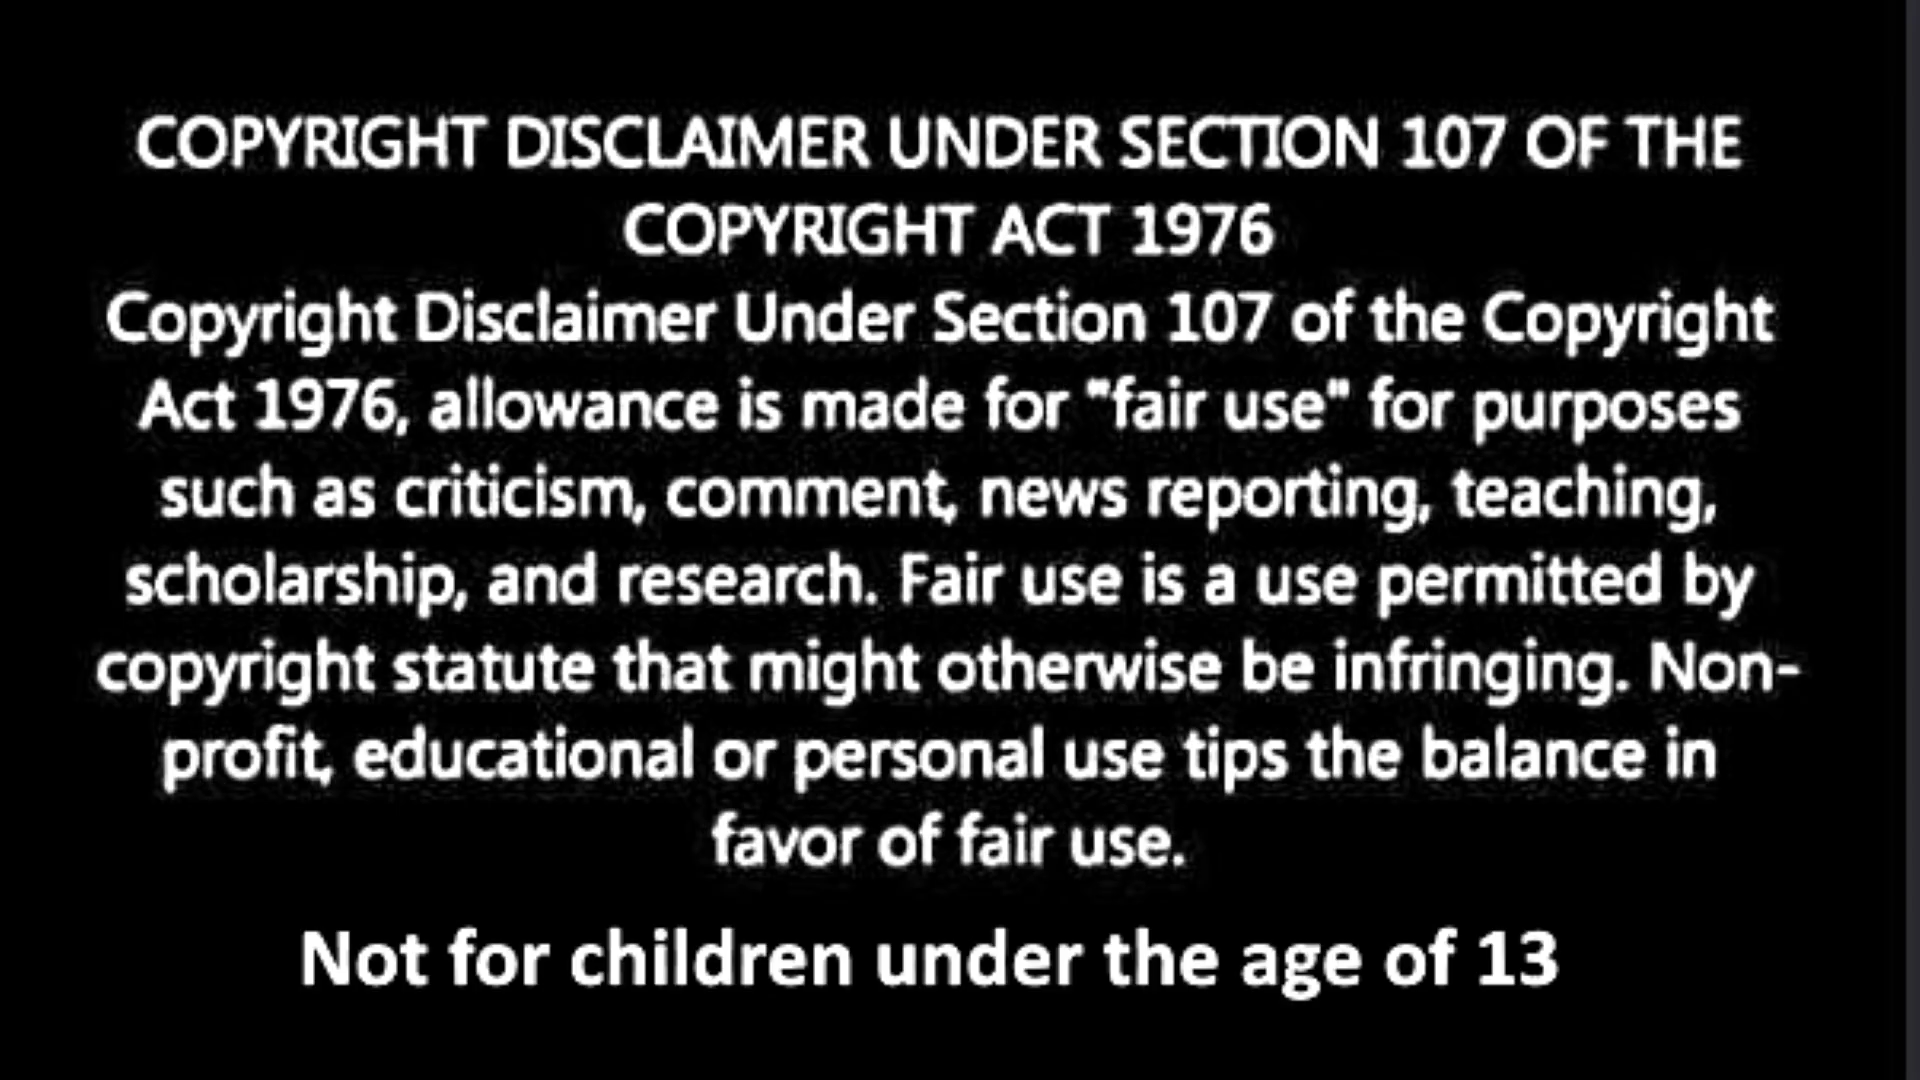 COPYRIGHT DISCLAIMER UNDER SECTION 107 OF THE
COPYRIGHT ACT 1976
Copyright Disclaimer Under Section 107 of the Copyright
Act 1976, allowance is made for "fair use" for purposes
such as criticism, comment, news reporting, teaching,
scholarship, and research. Fair use is a use permitted by
copyright statute that might otherwise be infringing. Non-
profit, educational or personal use tips the balance in
favor of fair use.
Not for children under the age of 13